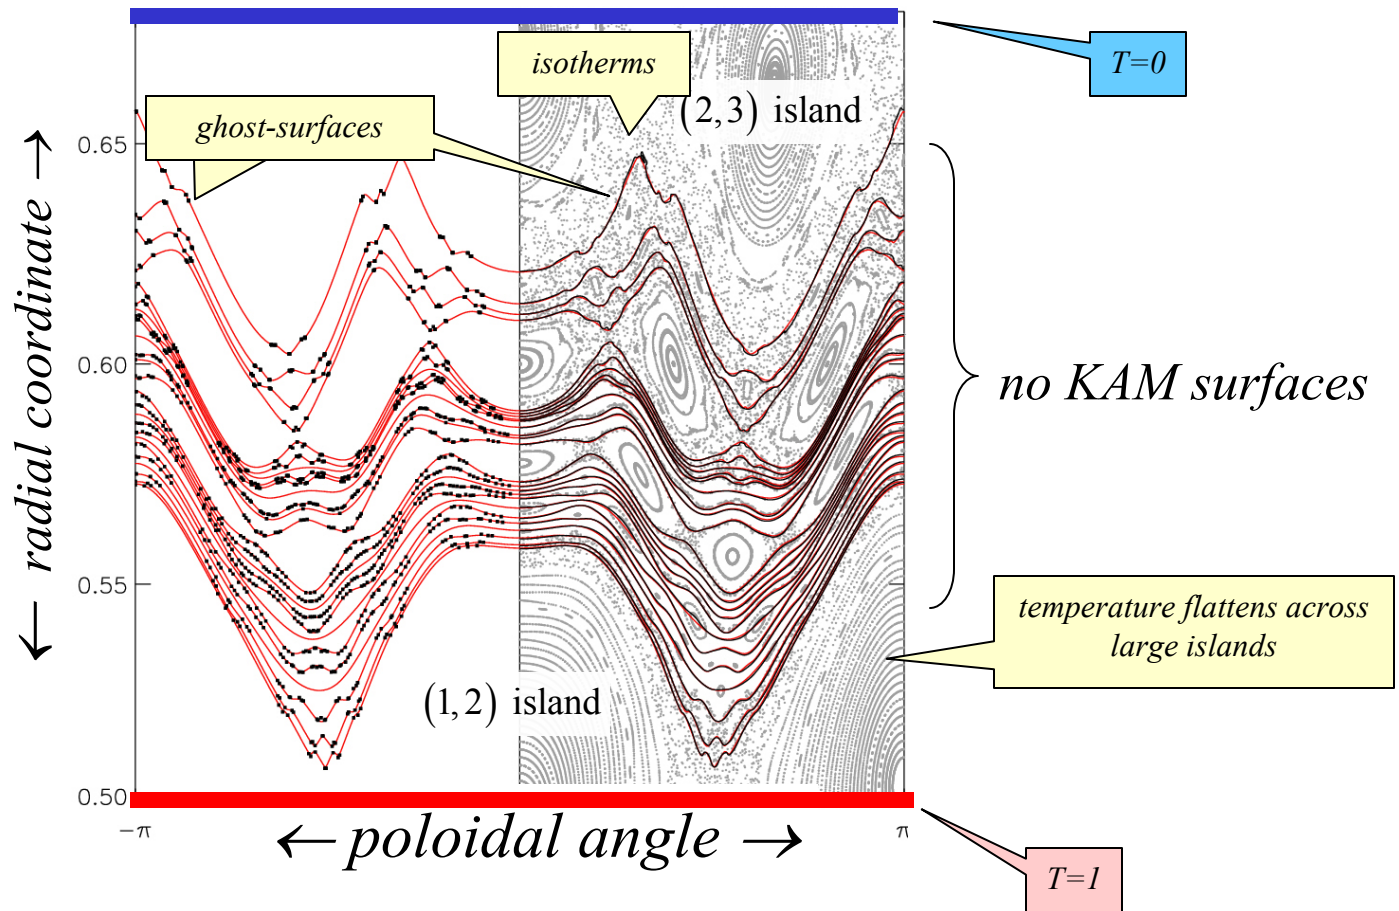 T=0
isotherms
(2,3) island
ghost-surfaces
0.65
0.60
0.55
0.50
← radial coordinate →
no KAM surfaces
temperature flattens across
large islands
(1,2) island
−π
π
← poloidal angle →
T=1